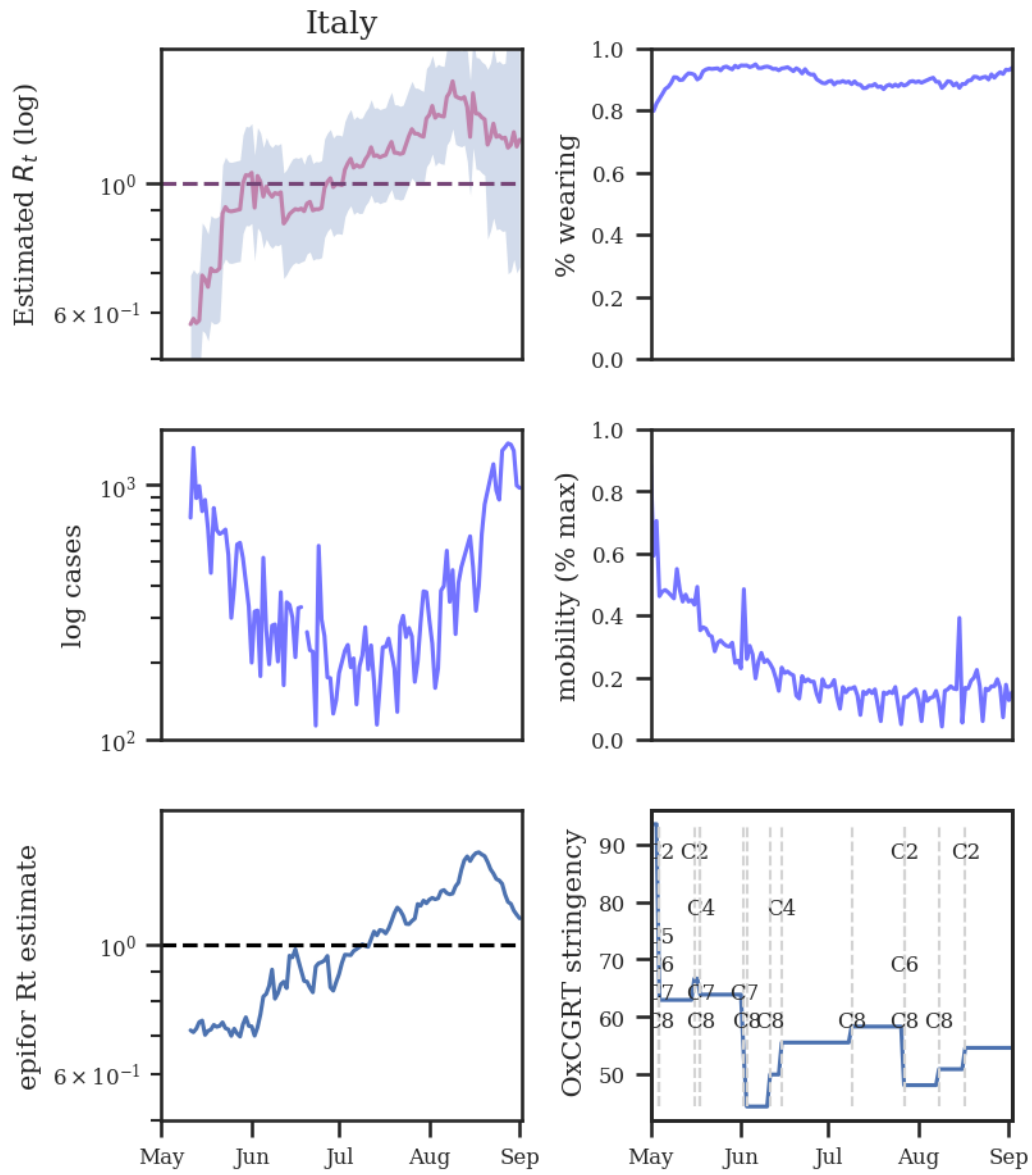 Italy
Estimated R_t (log)
10^0
6 × 10^-1
% wearing
1.0
0.8
0.6
0.4
0.2
0.0
log cases
10^3
10^2
mobility (% max)
1.0
0.8
0.6
0.4
0.2
0.0
epifor Rt estimate
10^0
6 × 10^-1
May Jun Jul Aug Sep
OxCGRT stringency
90
80
70
60
50
C2 C2 C2
C4 C4
C6
C7 C7
C8 C8 C8 C8 C8 C8
May Jun Jul Aug Sep